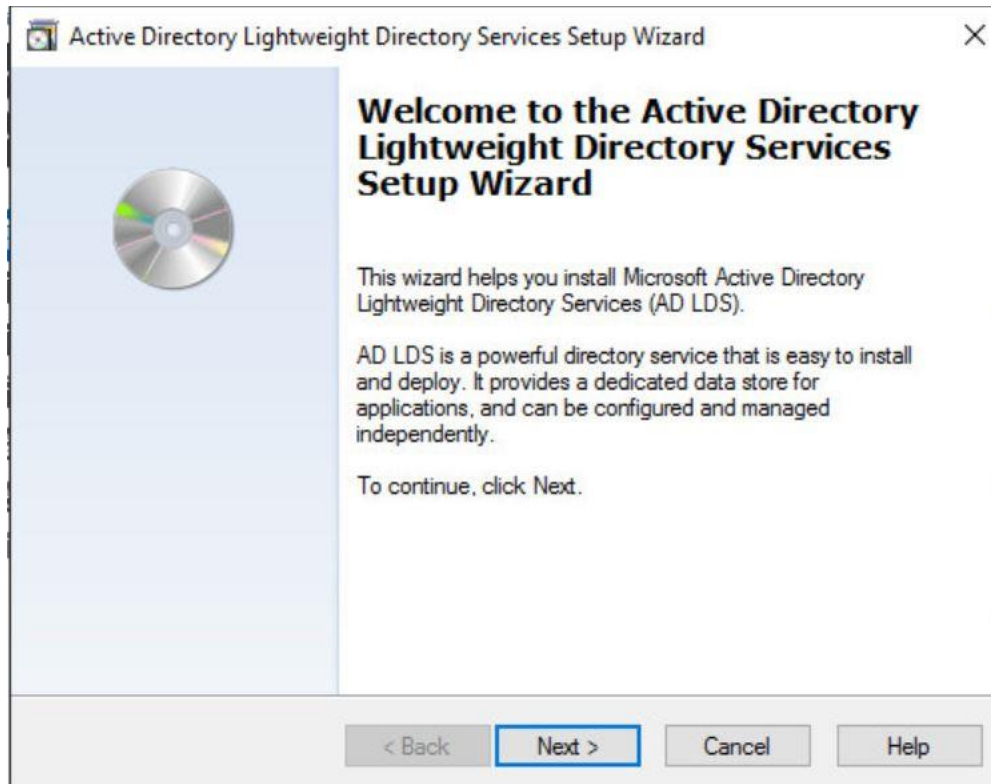 Active Directory Lightweight Directory Services Setup Wizard
Welcome to the Active Directory
Lightweight Directory Services
Setup Wizard
This wizard helps you install Microsoft Active Directory
Lightweight Directory Services (AD LDS).
AD LDS is a powerful directory service that is easy to install
and deploy. It provides a dedicated data store for
applications, and can be configured and managed
independently.
To continue, click Next.
< Back
Next >
Cancel
Help